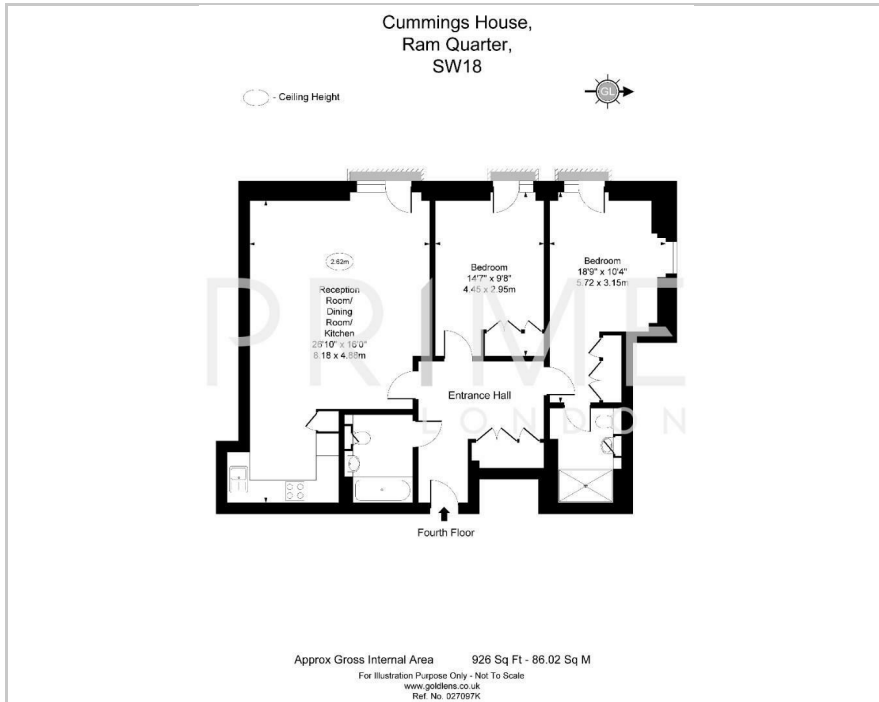 Cummings House,
Ram Quarter,
SW18
- Ceiling Height
GL
2.62m
Reception
Room/
Dining
Room/
Kitchen
26'10" x 16'0"
8.18 x 4.88m
Bedroom
14'7" x 9'8"
4.45 x 2.95m
Bedroom
18'9" x 10'4"
5.72 x 3.15m
PRIME
LONDON
Entrance Hall
Fourth Floor
Approx Gross Internal Area 926 Sq Ft - 86.02 Sq M
For Illustration Purpose Only - Not To Scale
www.goldlens.co.uk
Ref. No. 027097K